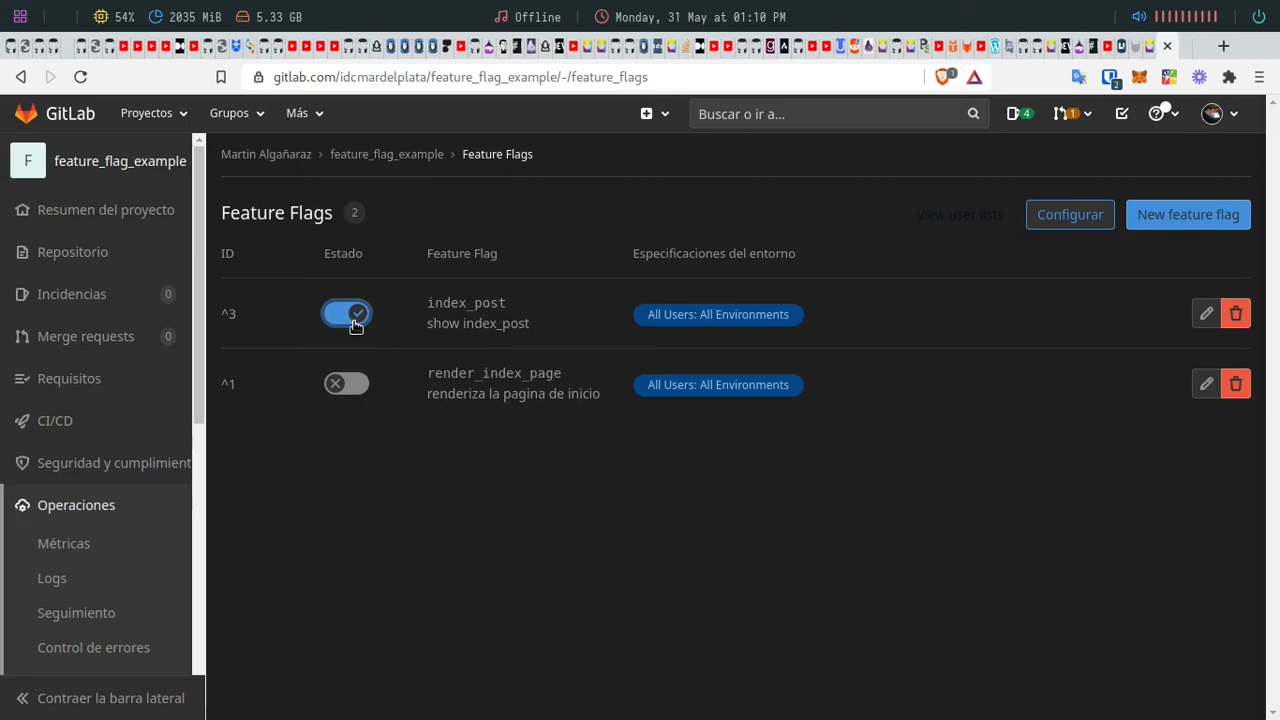 54% 2035 MiB 5.33 GB Offline Monday, 31 May at 01:10 PM
gitlab.com/idcmardelplata/feature_flag_example/-/feature_flags 1 2
GitLab Proyectos Grupos Más Buscar o ir a... 4 1
F feature_flag_example
Resumen del proyecto
Repositorio
Incidencias 0
Merge requests 0
Requisitos
CI/CD
Seguridad y cumplimient
Operaciones
Métricas
Logs
Seguimiento
Control de errores
Contraer la barra lateral
Martin Algañaraz › feature_flag_example › Feature Flags
Feature Flags 2 View user lists Configurar New feature flag
ID Estado Feature Flag Especificaciones del entorno
^3 index_post All Users: All Environments
show index_post
^1 render_index_page All Users: All Environments
renderiza la pagina de inicio